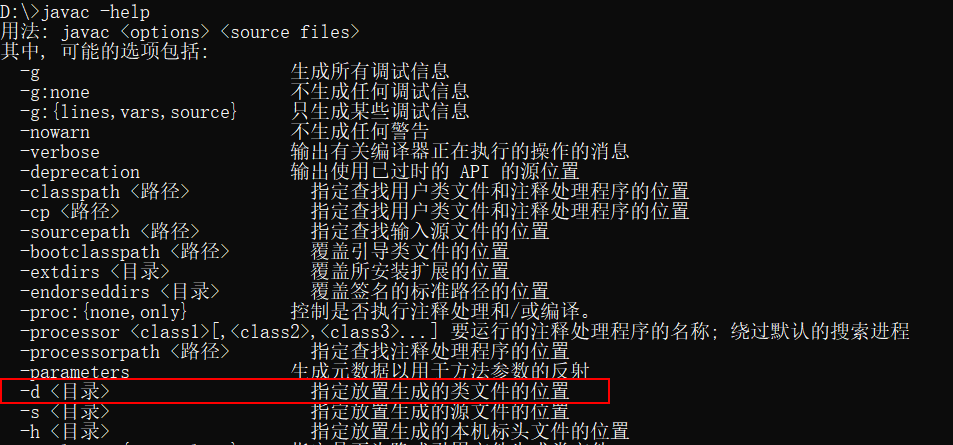 D:\>javac -help
用法: javac <options> <source files>
其中, 可能的选项包括:
-g 生成所有调试信息
-g:none 不生成任何调试信息
-g:{lines,vars,source} 只生成某些调试信息
-nowarn 不生成任何警告
-verbose 输出有关编译器正在执行的操作的消息
-deprecation 输出使用已过时的 API 的源位置
-classpath <路径> 指定查找用户类文件和注释处理程序的位置
-cp <路径> 指定查找用户类文件和注释处理程序的位置
-sourcepath <路径> 指定查找输入源文件的位置
-bootclasspath <路径> 覆盖引导类文件的位置
-extdirs <目录> 覆盖所安装扩展的位置
-endorseddirs <目录> 覆盖签名的标准路径的位置
-proc:{none,only} 控制是否执行注释处理和/或编译。
-processor <class1>[,<class2>,<class3>...] 要运行的注释处理程序的名称; 绕过默认的搜索进程
-processorpath <路径> 指定查找注释处理程序的位置
-parameters 生成元数据以用于方法参数的反射
-d <目录> 指定放置生成的类文件的位置
-s <目录> 指定放置生成的源文件的位置
-h <目录> 指定放置生成的本机标头文件的位置